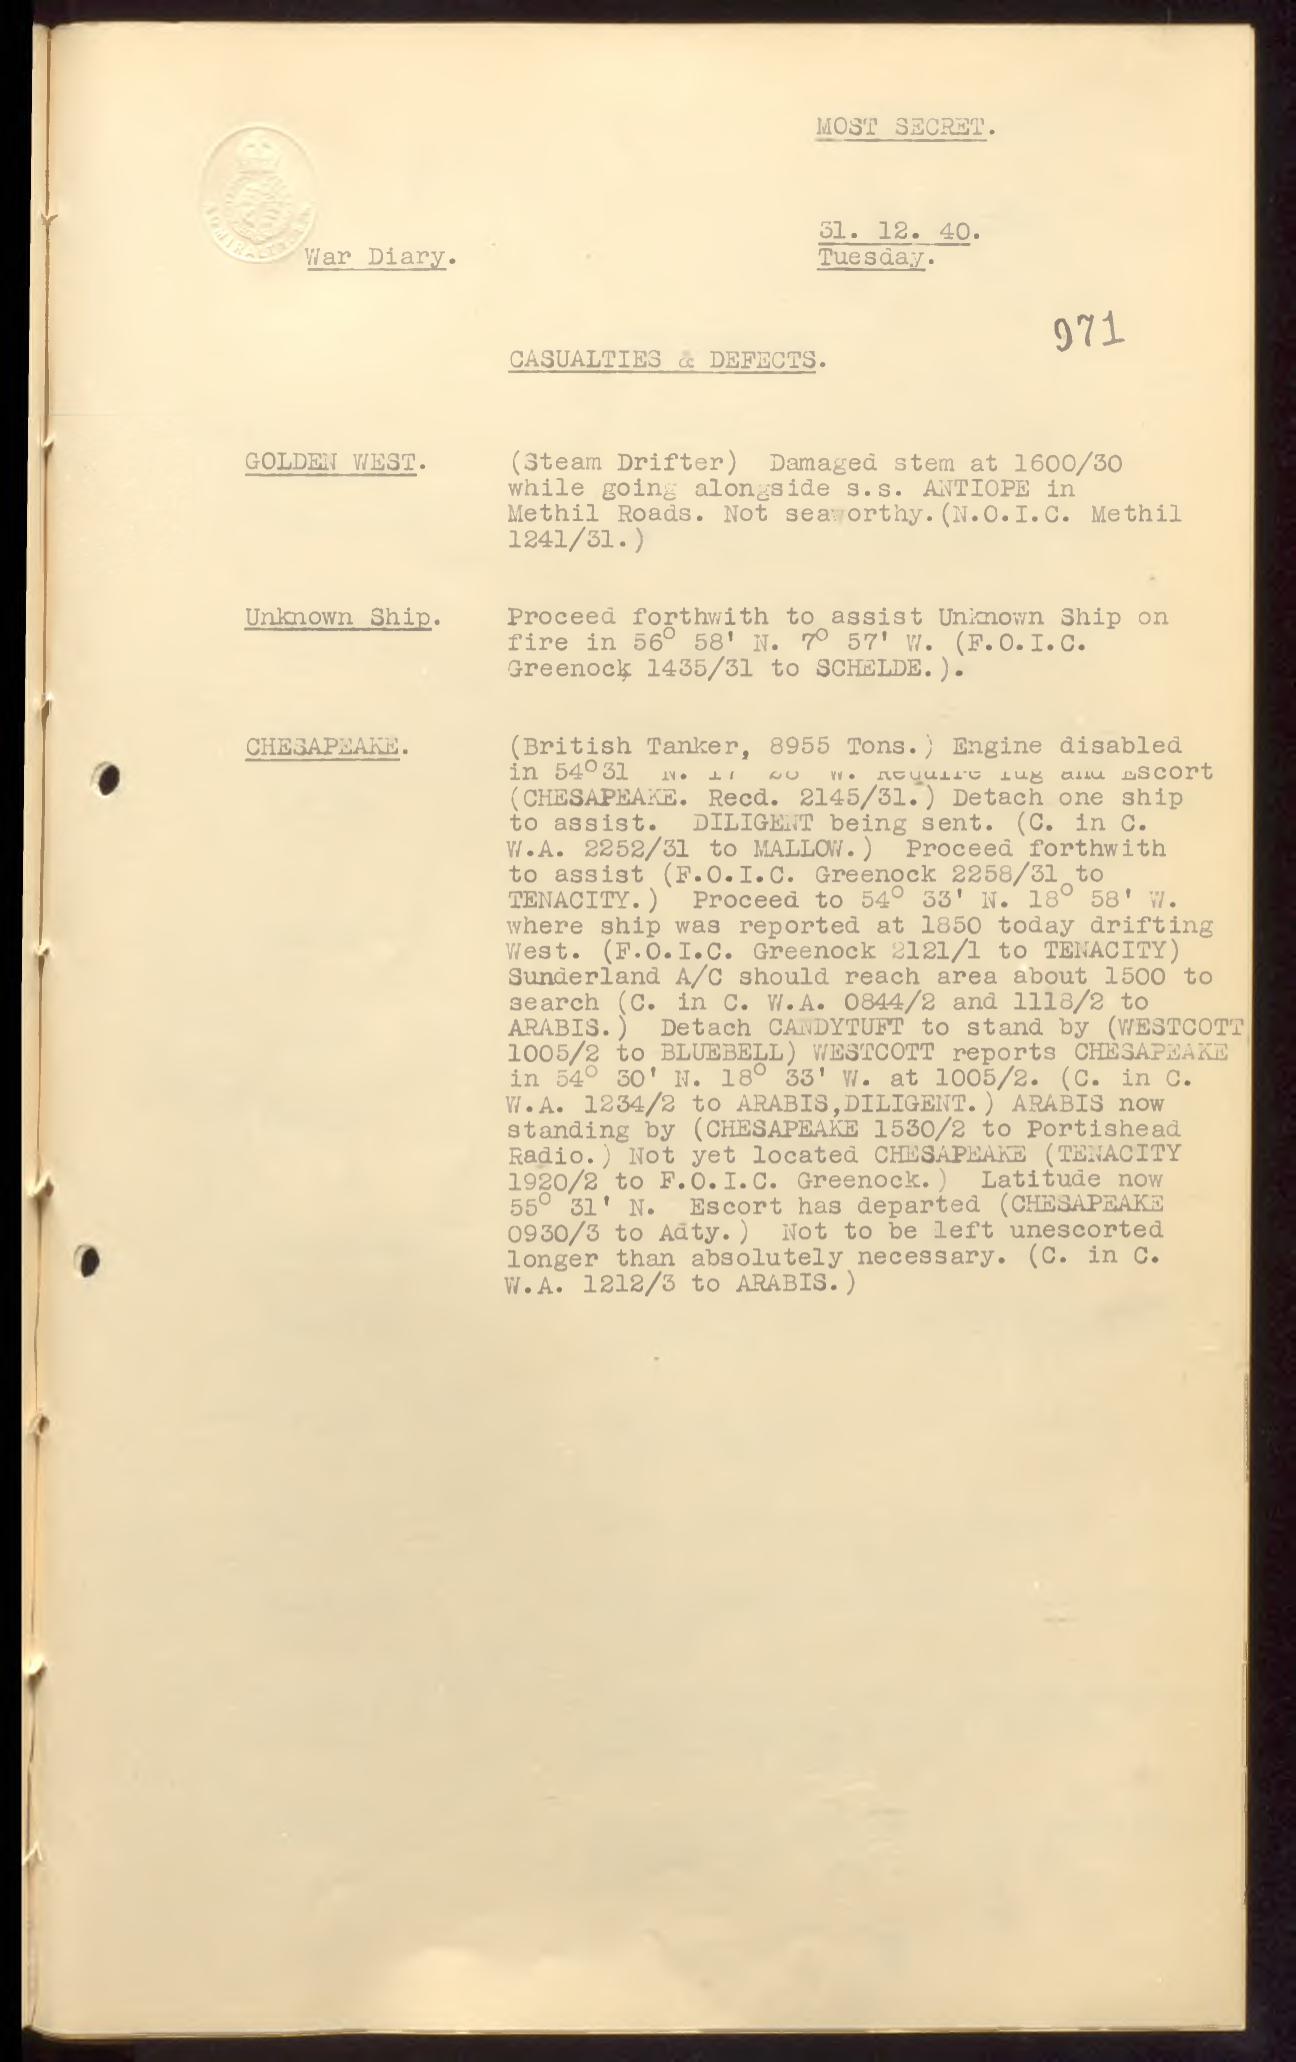 MOST SECRET.
31. 12. 40.
War Diary.
Tuesday.
971
CASUALTIES & DEFECTS.
GOLDEN WEST. (Steam Drifter) Damaged stem at 1600/30
while going alongside s.s. ANTIOPE in
Methil Roads. Not seaworthy.(N.O.I.C. Methil
1241/31.)
Unknown Ship. Proceed forthwith to assist Unknown Ship on
fire in 56° 58' N. 7° 57' W. (F.O.I.C.
Greenock 1435/31 to SCHELDE.).
CHESAPEAKE. (British Tanker, 8955 Tons.) Engine disabled
in 54°31 N. W. Require Tug and Escort
(CHESAPEAKE. Recd. 2145/31.) Detach one ship
to assist. DILIGENT being sent. (C. in C.
W.A. 2252/31 to MALLOW.) Proceed forthwith
to assist (F.O.I.C. Greenock 2258/31 to
TENACITY.) Proceed to 54° 33' N. 18° 58' W.
where ship was reported at 1850 today drifting
West. (F.O.I.C. Greenock 2121/1 to TENACITY)
Sunderland A/C should reach area about 1500 to
search (C. in C. W.A. 0844/2 and 1118/2 to
ARABIS.) Detach CANDYTUFT to stand by (WESTCOTT
1005/2 to BLUEBELL) WESTCOTT reports CHESAPEAKE
in 54° 30' N. 18° 33' W. at 1005/2. (C. in C.
W.A. 1234/2 to ARABIS,DILIGENT.) ARABIS now
standing by (CHESAPEAKE 1530/2 to Portishead
Radio.) Not yet located CHESAPEAKE (TENACITY
1920/2 to F.O.I.C. Greenock.) Latitude now
55° 31' N. Escort has departed (CHESAPEAKE
0930/3 to Adty.) Not to be left unescorted
longer than absolutely necessary. (C. in C.
W.A. 1212/3 to ARABIS.)